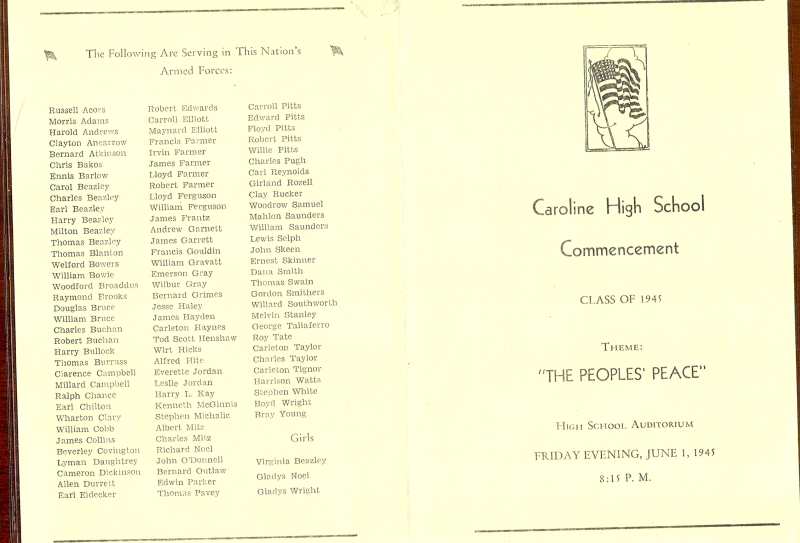 The Following Are Serving in This Nation's
Armed Forces:
Russell Acors
Morris Adams
Harold Andrews
Clayton Anearrow
Bernard Atkinson
Chris Bakos
Ennis Barlow
Carol Beazley
Charles Beazley
Earl Beazley
Harry Beazley
Milton Beazley
Thomas Beazley
Thomas Blanton
Welford Bowers
William Bowie
Woodford Broaddus
Raymond Brooks
Douglas Bruce
William Bruce
Charles Buchan
Robert Buchan
Harry Bullock
Thomas Burruss
Clarence Campbell
Millard Campbell
Ralph Chance
Earl Chilton
Wharton Clary
William Cobb
James Collins
Beverley Covington
Lyman Daughtrey
Cameron Dickinson
Allen Durrett
Earl Eidecker
Robert Edwards
Carroll Elliott
Maynard Elliott
Francis Farmer
Irvin Farmer
James Farmer
Lloyd Farmer
Robert Farmer
Lloyd Ferguson
William Ferguson
James Frantz
Andrew Garnett
James Garrett
Francis Gouldin
William Gravatt
Emerson Gray
Wilbur Gray
Bernard Grimes
Jesse Haley
James Hayden
Carleton Haynes
Tod Scott Henshaw
Wirt Hicks
Alfred Hite
Everette Jordan
Leslie Jordan
Harry L. Kay
Kenneth McGinnis
Stephen Michalic
Albert Mitz
Charles Mitz
Richard Noel
John O'Donnell
Bernard Outlaw
Edwin Parker
Thomas Pavey
Carroll Pitts
Edward Pitts
Floyd Pitts
Robert Pitts
Willie Pitts
Charles Pugh
Carl Reynolds
Girland Rozell
Clay Rucker
Woodrow Samuel
Mahlon Saunders
William Saunders
Lewis Selph
John Skeen
Ernest Skinner
Dana Smith
Thomas Swain
Gordon Smithers
Willard Southworth
Melvin Stanley
George Taliaferro
Roy Tate
Carleton Taylor
Charles Taylor
Carleton Tignor
Harrison Watts
Stephen White
Boyd Wright
Bray Young
Girls
Virginia Beazley
Gladys Noel
Gladys Wright
Caroline High School
Commencement
CLASS OF 1945
THEME:
"THE PEOPLES' PEACE"
HIGH SCHOOL AUDITORIUM
FRIDAY EVENING, JUNE 1, 1945
8:15 P. M.